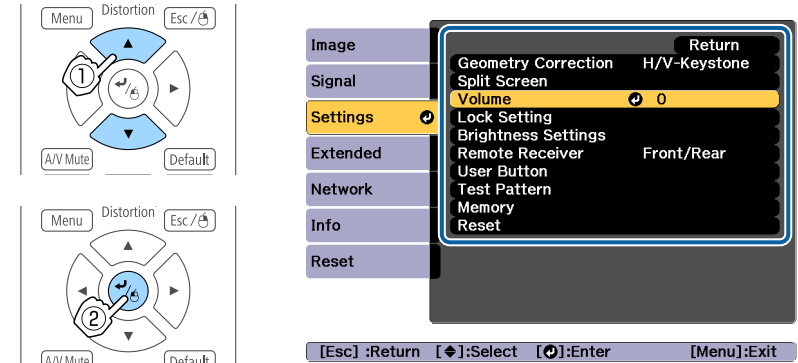 Menu
Distortion
Esc /
①
A/V Mute
Default
Menu
Distortion
Esc /
②
A/V Mute
Default
Image
Signal
Settings
Extended
Network
Info
Reset
Return
Geometry Correction H/V-Keystone
Split Screen
Volume 0
Lock Setting
Brightness Settings
Remote Receiver Front/Rear
User Button
Test Pattern
Memory
Reset
[Esc] :Return [◆]:Select [⏎]:Enter [Menu]:Exit